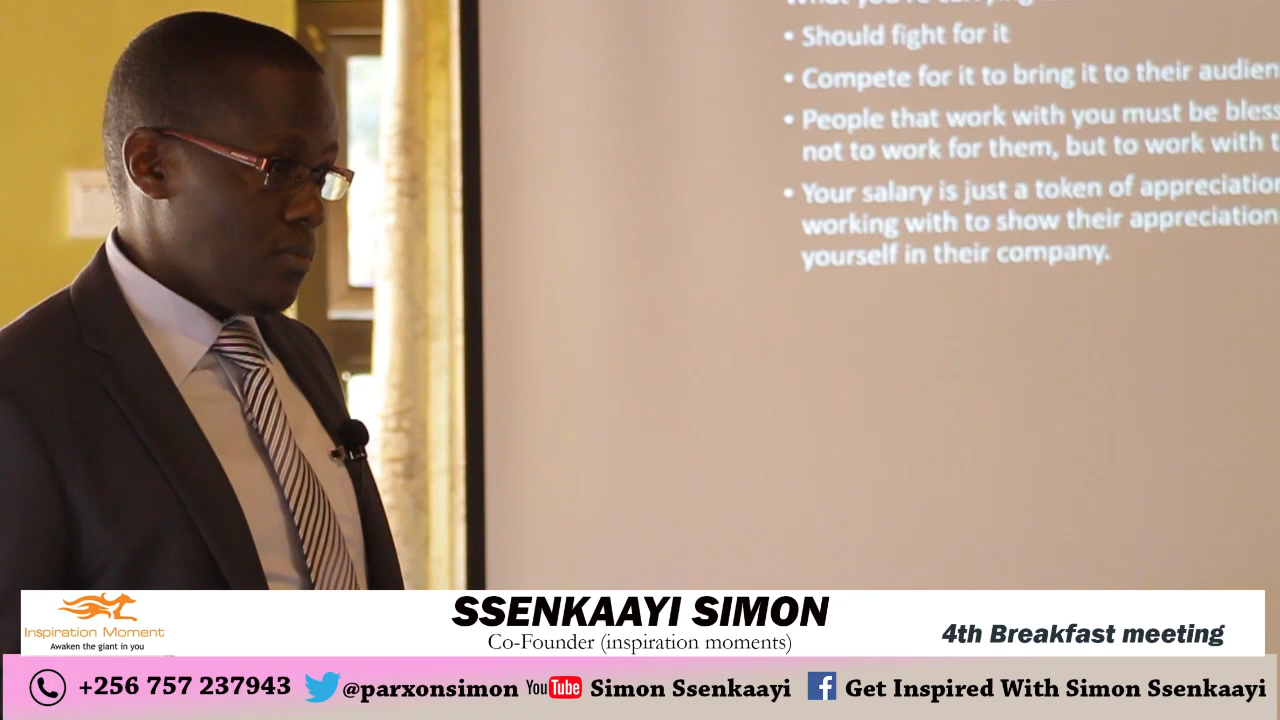 • Should fight for it
• Compete for it to bring it to their
• People that work with you must be
not to work for them, but to work with
• Your salary is just a token of
working with to show their appreciation
yourself in their company.
Inspiration Moment
Awaken the giant in you
SSENKAAYI SIMON
Co-Founder (inspiration moments)
4th Breakfast meeting
+256 757 237943
@parxonsimon
YouTube Simon Ssenkaayi
f Get Inspired With Simon Ssenkaayi